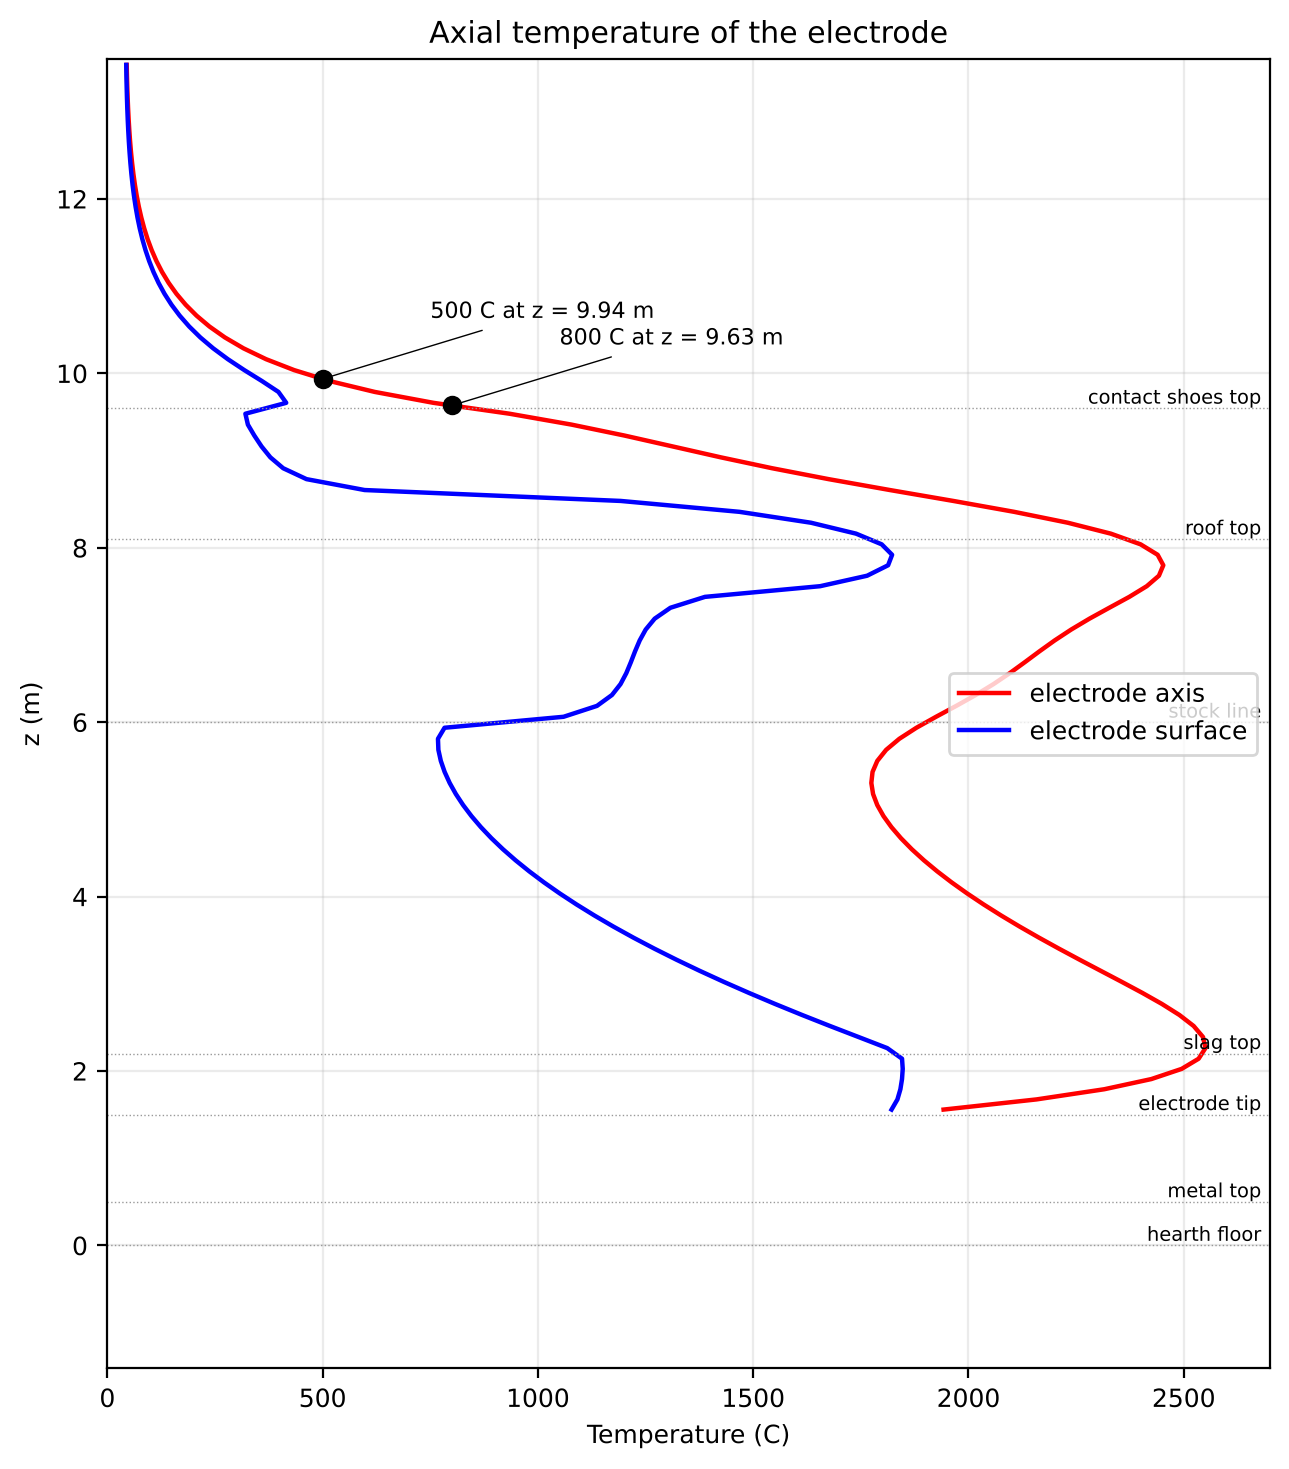 Axial temperature of the electrode
12
500 C at z = 9.94 m
800 C at z = 9.63 m
10
contact shoes top
roof top
8
electrode axis
stock line
6
electrode surface
z (m)
4
slag top
2
electrode tip
metal top
hearth floor
0
0 500 1000 1500 2000 2500
Temperature (C)